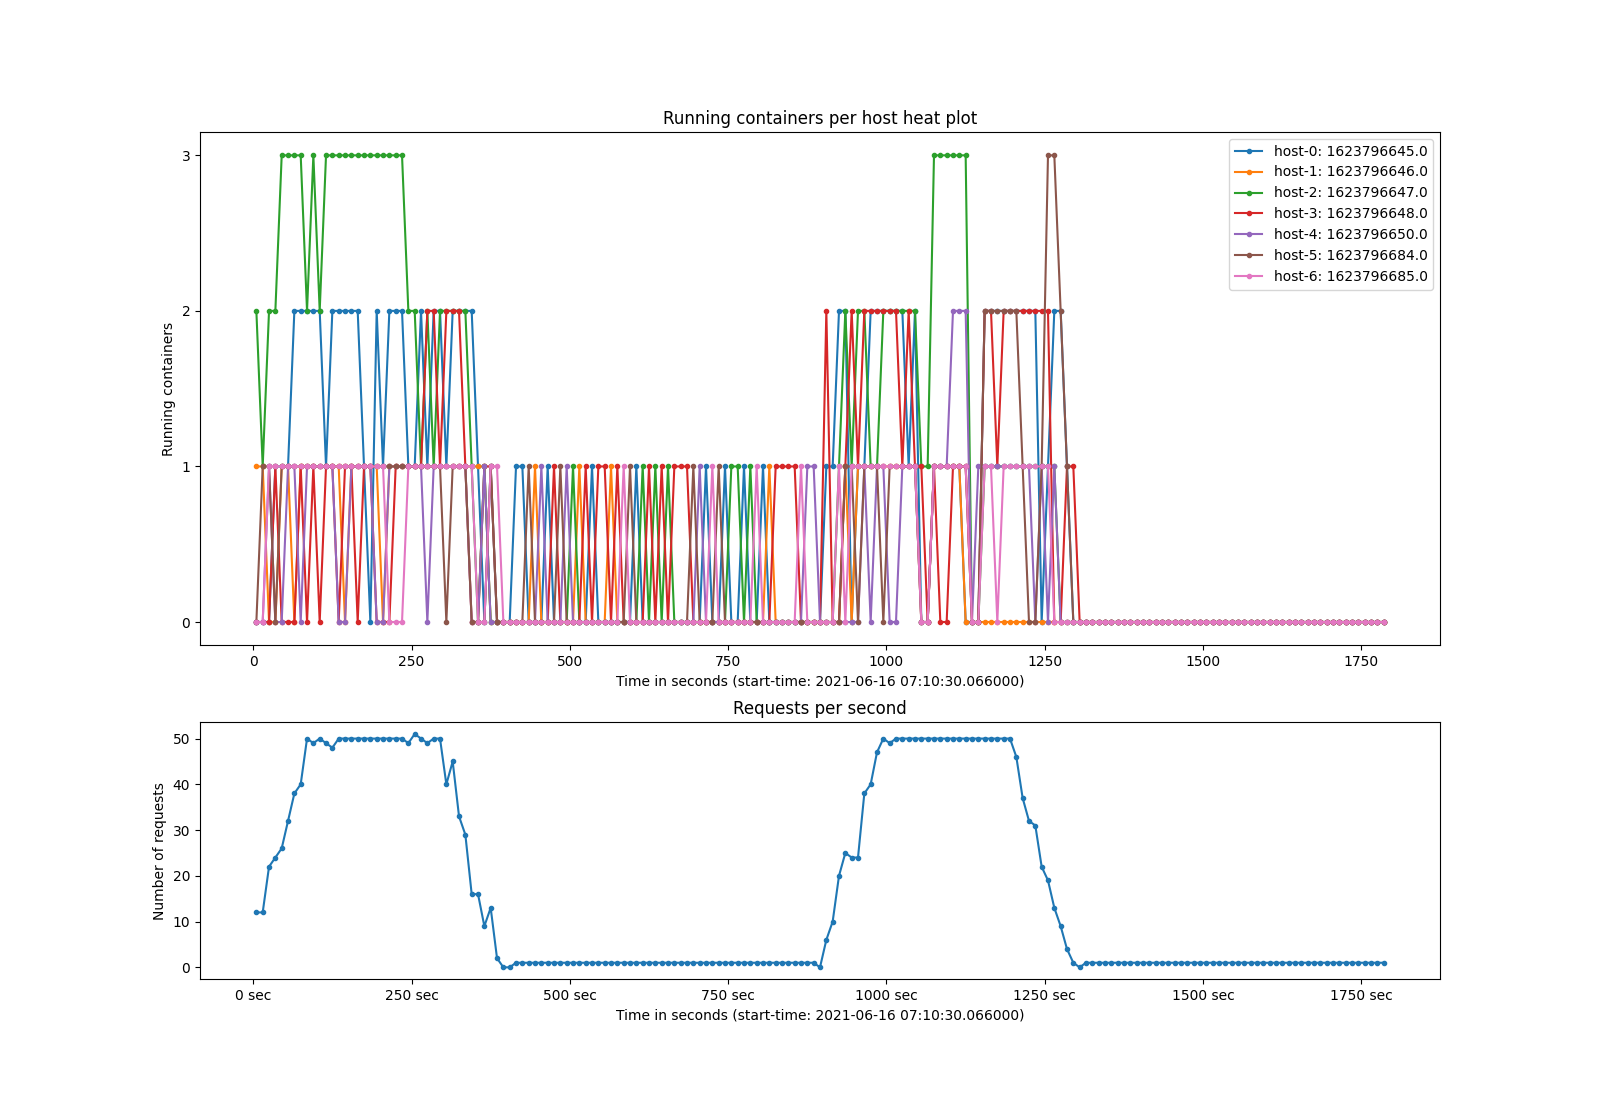 Running containers per host heat plot
Running containers
3
2
1
0
host-0: 1623796645.0
host-1: 1623796646.0
host-2: 1623796647.0
host-3: 1623796648.0
host-4: 1623796650.0
host-5: 1623796684.0
host-6: 1623796685.0
0 250 500 750 1000 1250 1500 1750
Time in seconds (start-time: 2021-06-16 07:10:30.066000)
Requests per second
Number of requests
50
40
30
20
10
0
0 sec 250 sec 500 sec 750 sec 1000 sec 1250 sec 1500 sec 1750 sec
Time in seconds (start-time: 2021-06-16 07:10:30.066000)